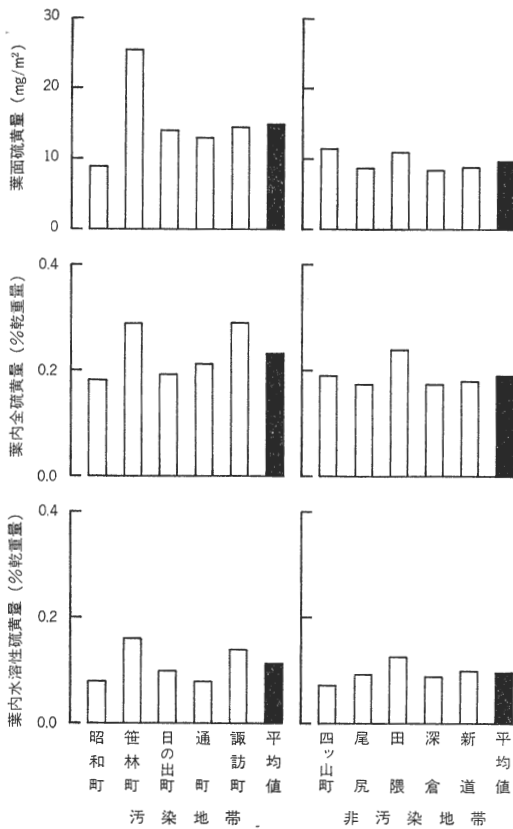 葉面硫黄量 (mg/m²)
30
20
10
0
葉内全硫黄量 (%乾重量)
0.4
0.2
0.0
葉内水溶性硫黄量 (%乾重量)
0.4
0.2
0.0
昭和町
笹林町
日の出町
通町
諏訪町
平均値
四ッ山町
尾尻
田隈
深倉
新道
平均値
汚染地帯
非汚染地帯